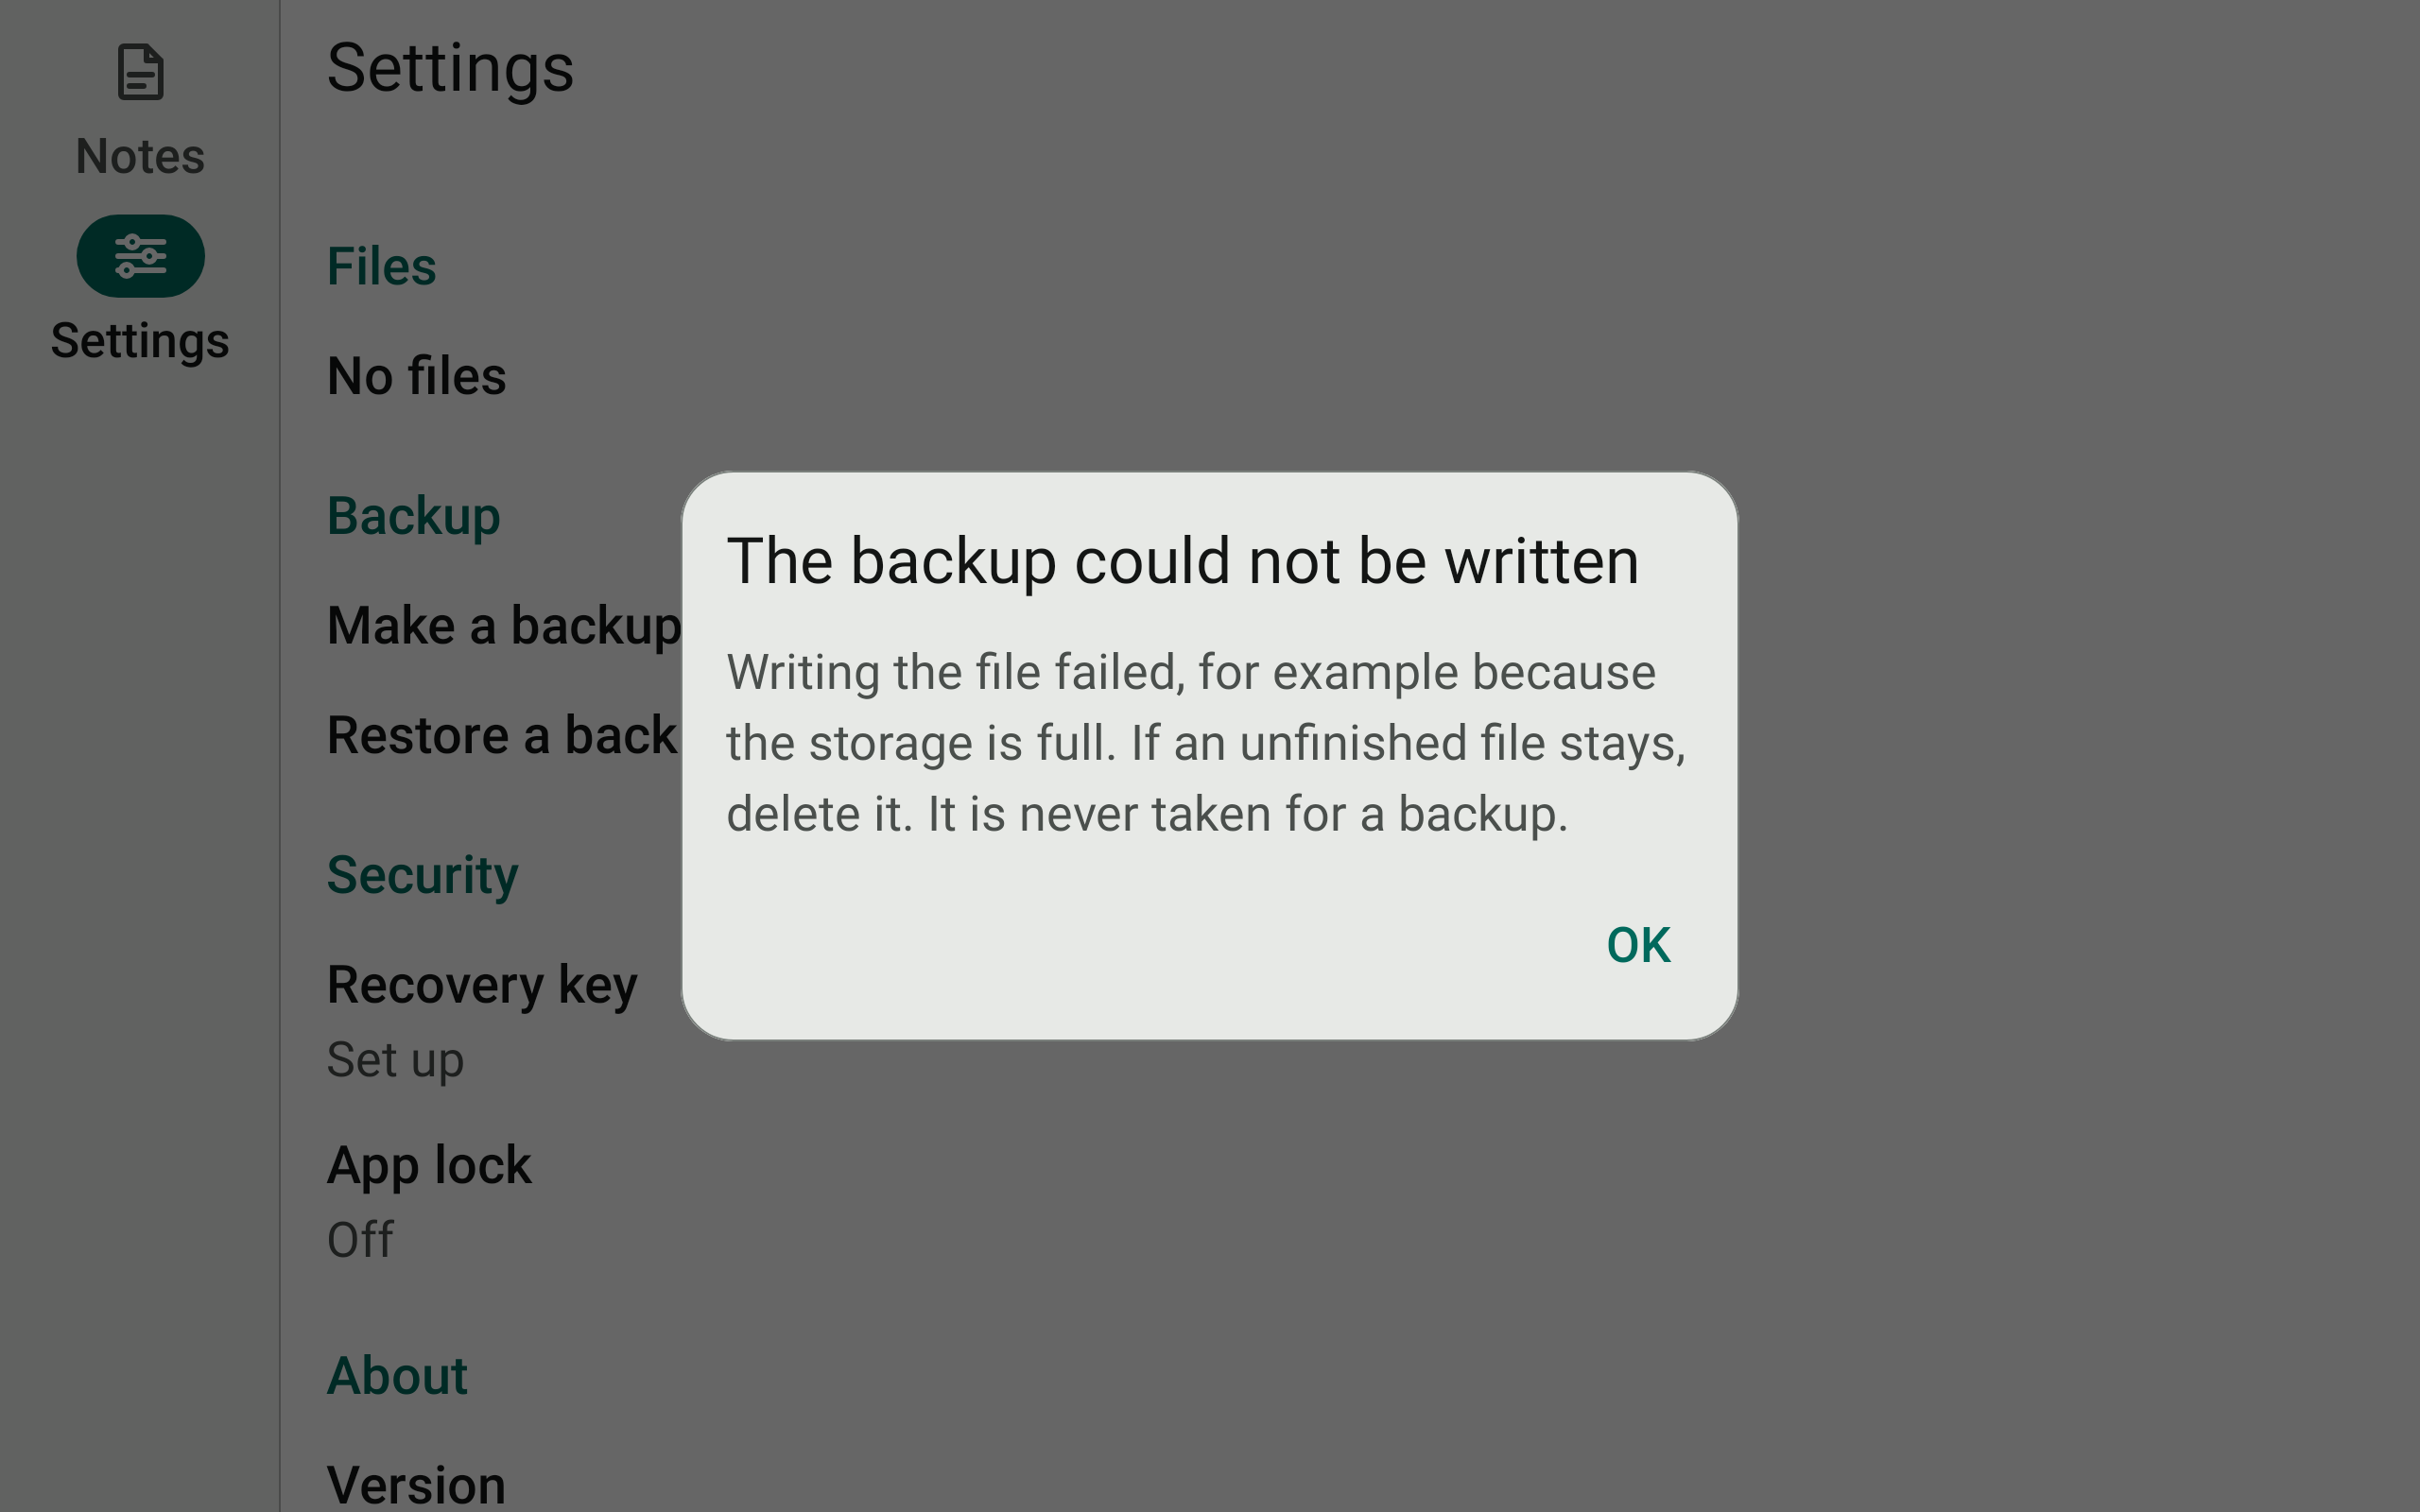 Notes
Settings
Settings
Files
No files
Backup
Make a backup
Restore a back
Security
Recovery key
Set up
App lock
Off
About
Version
The backup could not be written
Writing the file failed, for example because
the storage is full. If an unfinished file stays,
delete it. It is never taken for a backup.
OK